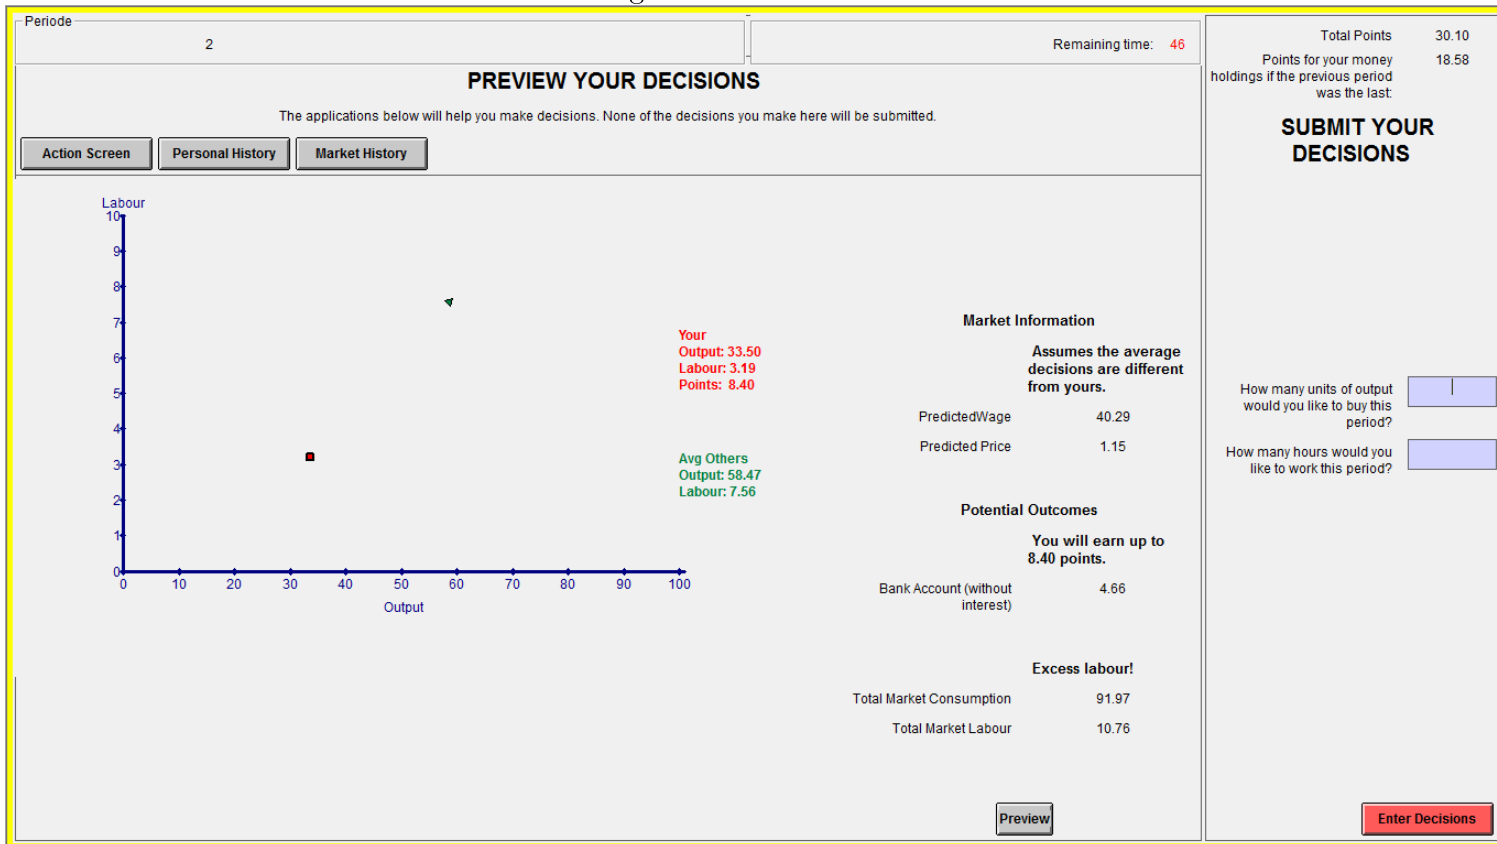 Periode
2
Remaining time: 46
PREVIEW YOUR DECISIONS
The applications below will help you make decisions. None of the decisions you make here will be submitted.
Action Screen
Personal History
Market History
Labour
10
9
8
7
6
5
4
3
2
1
0
0 10 20 30 40 50 60 70 80 90 100
Output
Your
Output: 33.50
Labour: 3.19
Points: 8.40
Avg Others
Output: 58.47
Labour: 7.56
Market Information
Assumes the average
decisions are different
from yours.
PredictedWage 40.29
Predicted Price 1.15
Potential Outcomes
You will earn up to
8.40 points.
Bank Account (without 4.66
interest)
Excess labour!
Total Market Consumption 91.97
Total Market Labour 10.76
Preview
Total Points 30.10
Points for your money 18.58
holdings if the previous period
was the last:
SUBMIT YOUR
DECISIONS
How many units of output
would you like to buy this
period?
How many hours would you
like to work this period?
Enter Decisions